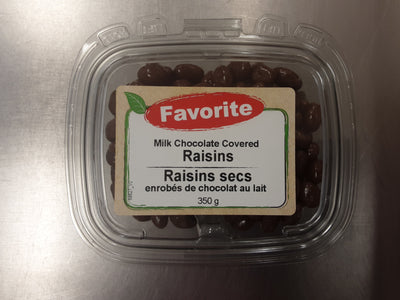 Favorite
Milk Chocolate Covered
Raisins
Raisins secs
enrobés de chocolat au lait
350 g